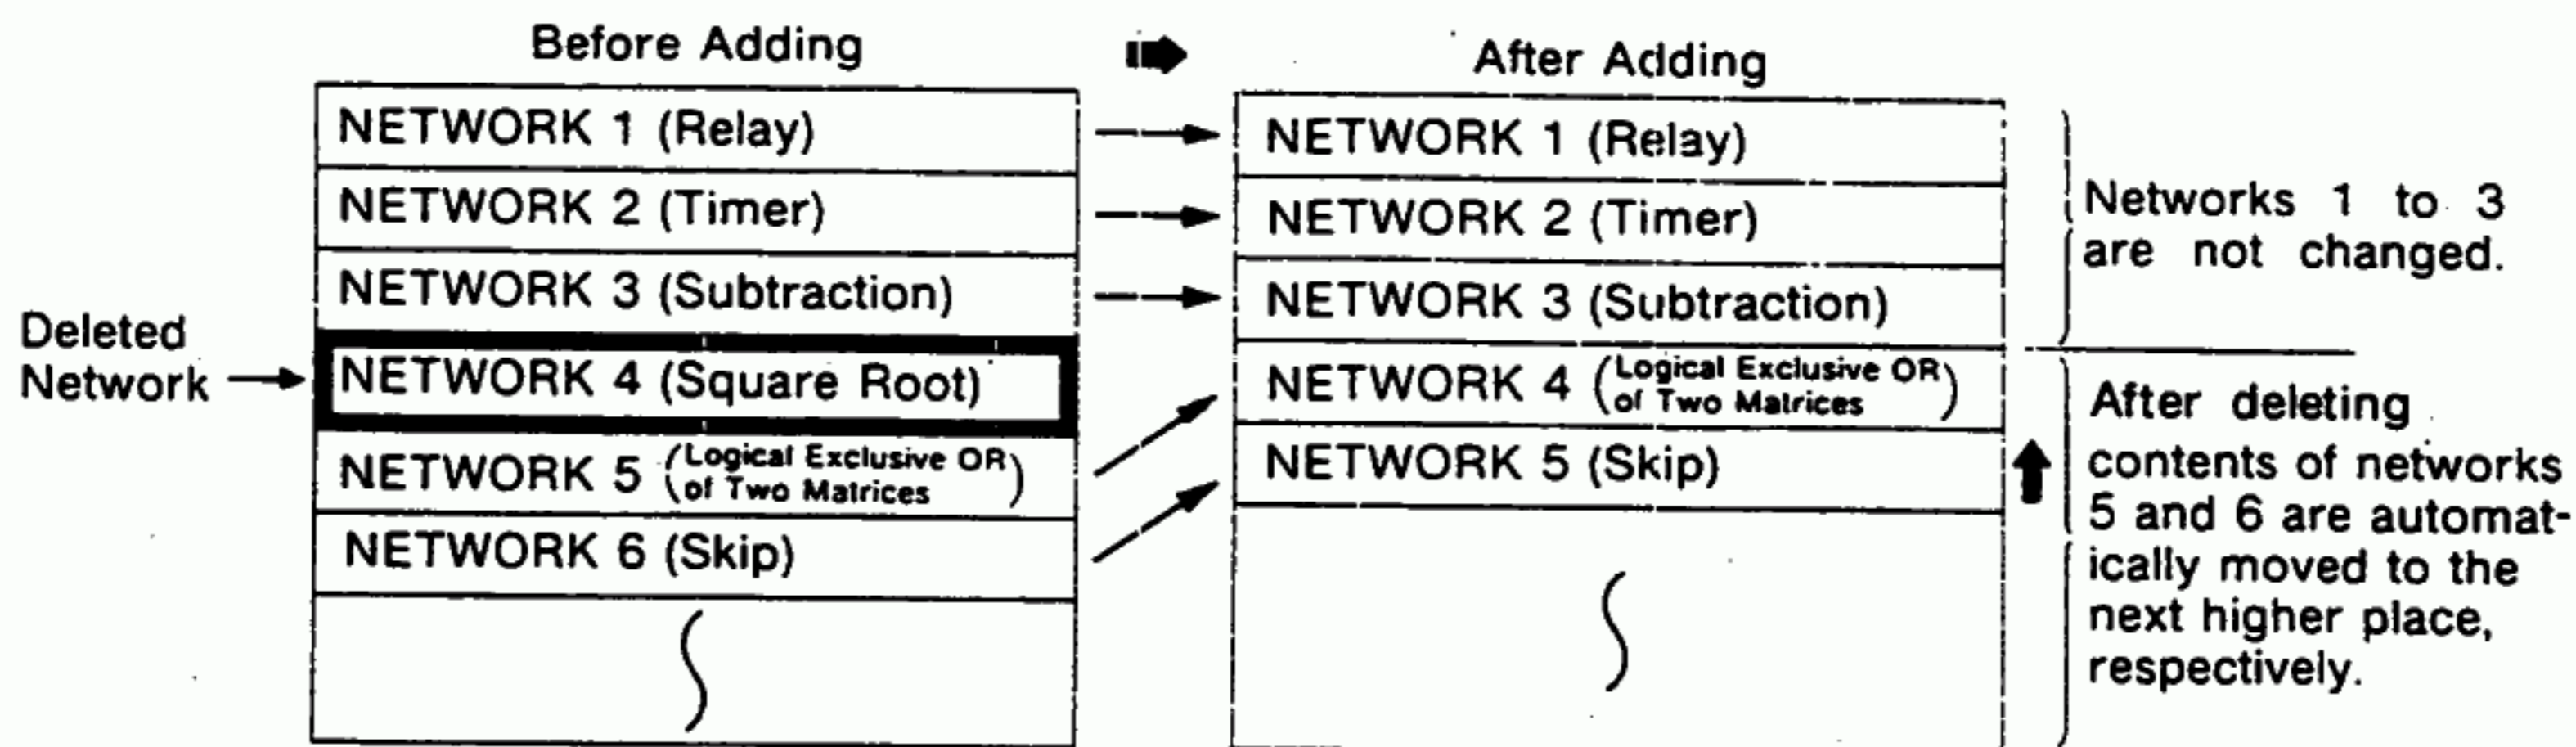 Before Adding
After Adding
NETWORK 1 (Relay)
NETWORK 2 (Timer)
NETWORK 3 (Subtraction)
Deleted
Network
NETWORK 4 (Square Root)
NETWORK 5 (Logical Exclusive OR
of Two Matrices)
NETWORK 6 (Skip)
NETWORK 1 (Relay)
NETWORK 2 (Timer)
NETWORK 3 (Subtraction)
NETWORK 4 (Logical Exclusive OR
of Two Matrices)
NETWORK 5 (Skip)
Networks 1 to 3
are not changed.
After deleting
contents of networks
5 and 6 are automat-
ically moved to the
next higher place,
respectively.